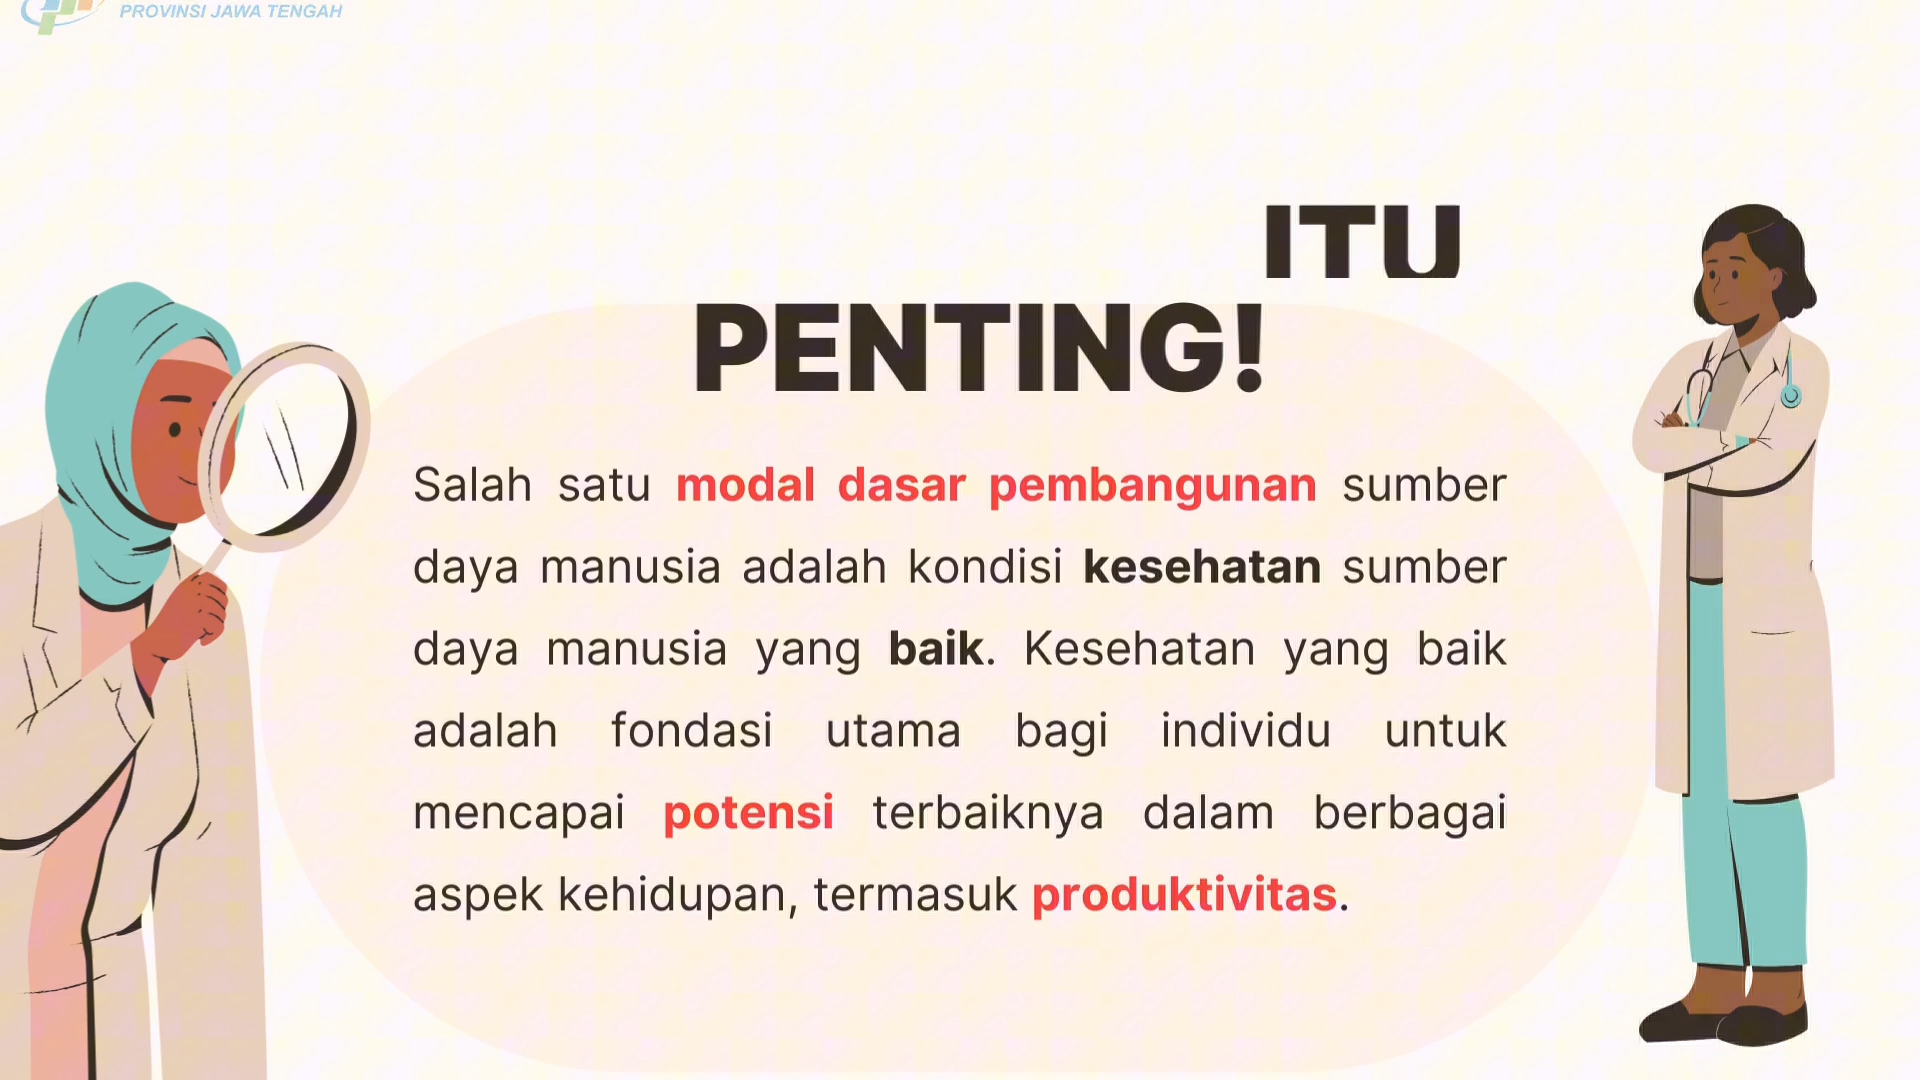 PROVINSI JAWA TENGAH
ITU
PENTING!
Salah satu modal dasar pembangunan sumber
daya manusia adalah kondisi kesehatan sumber
daya manusia yang baik. Kesehatan yang baik
adalah fondasi utama bagi individu untuk
mencapai potensi terbaiknya dalam berbagai
aspek kehidupan, termasuk produktivitas.